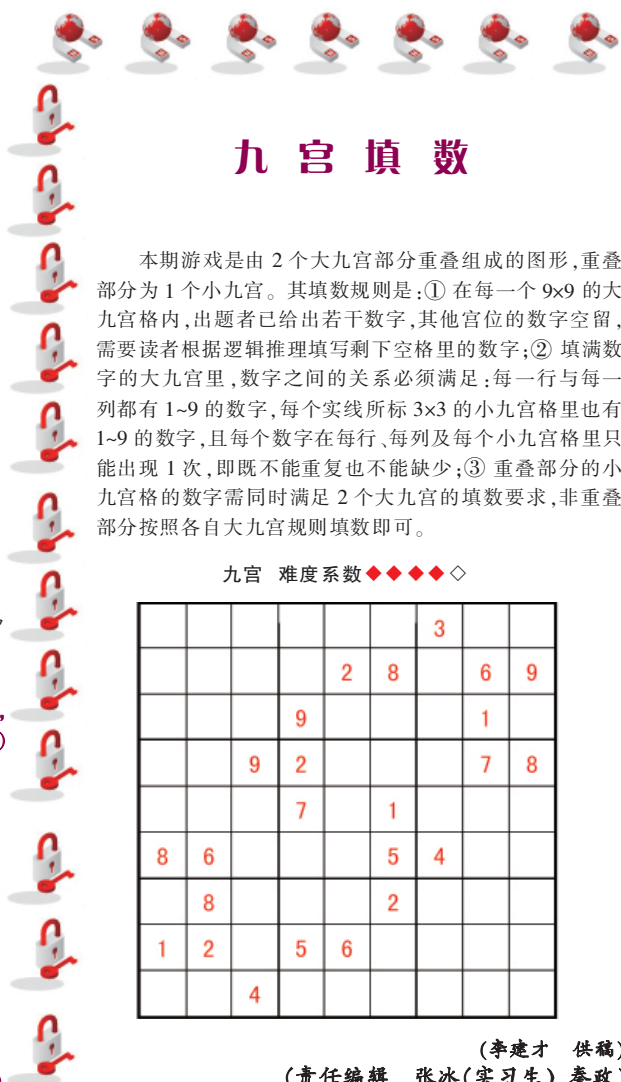 九宫填数
本期游戏是由 2 个大九宫部分重叠组成的图形,重叠
部分为 1 个小九宫。其填数规则是:① 在每一个 9×9 的大
九宫格内,出题者已给出若干数字,其他宫位的数字空留,
需要读者根据逻辑推理填写剩下空格里的数字;② 填满数
字的大九宫里,数字之间的关系必须满足:每一行与每一
列都有 1~9 的数字,每个实线所标 3×3 的小九宫格里也有
1~9 的数字,且每个数字在每行、每列及每个小九宫格里只
能出现 1 次,即既不能重复也不能缺少;③ 重叠部分的小
九宫格的数字需同时满足 2 个大九宫的填数要求,非重叠
部分按照各自大九宫规则填数即可。
九宫 难度系数◆◆◆◆◇
3
2 8 6 9
9 1
9 2 7 8
7 1
8 6 5 4
8 2
1 2 5 6
4
(李建才 供稿)
(责任编辑 张冰(实习生) 秦政)